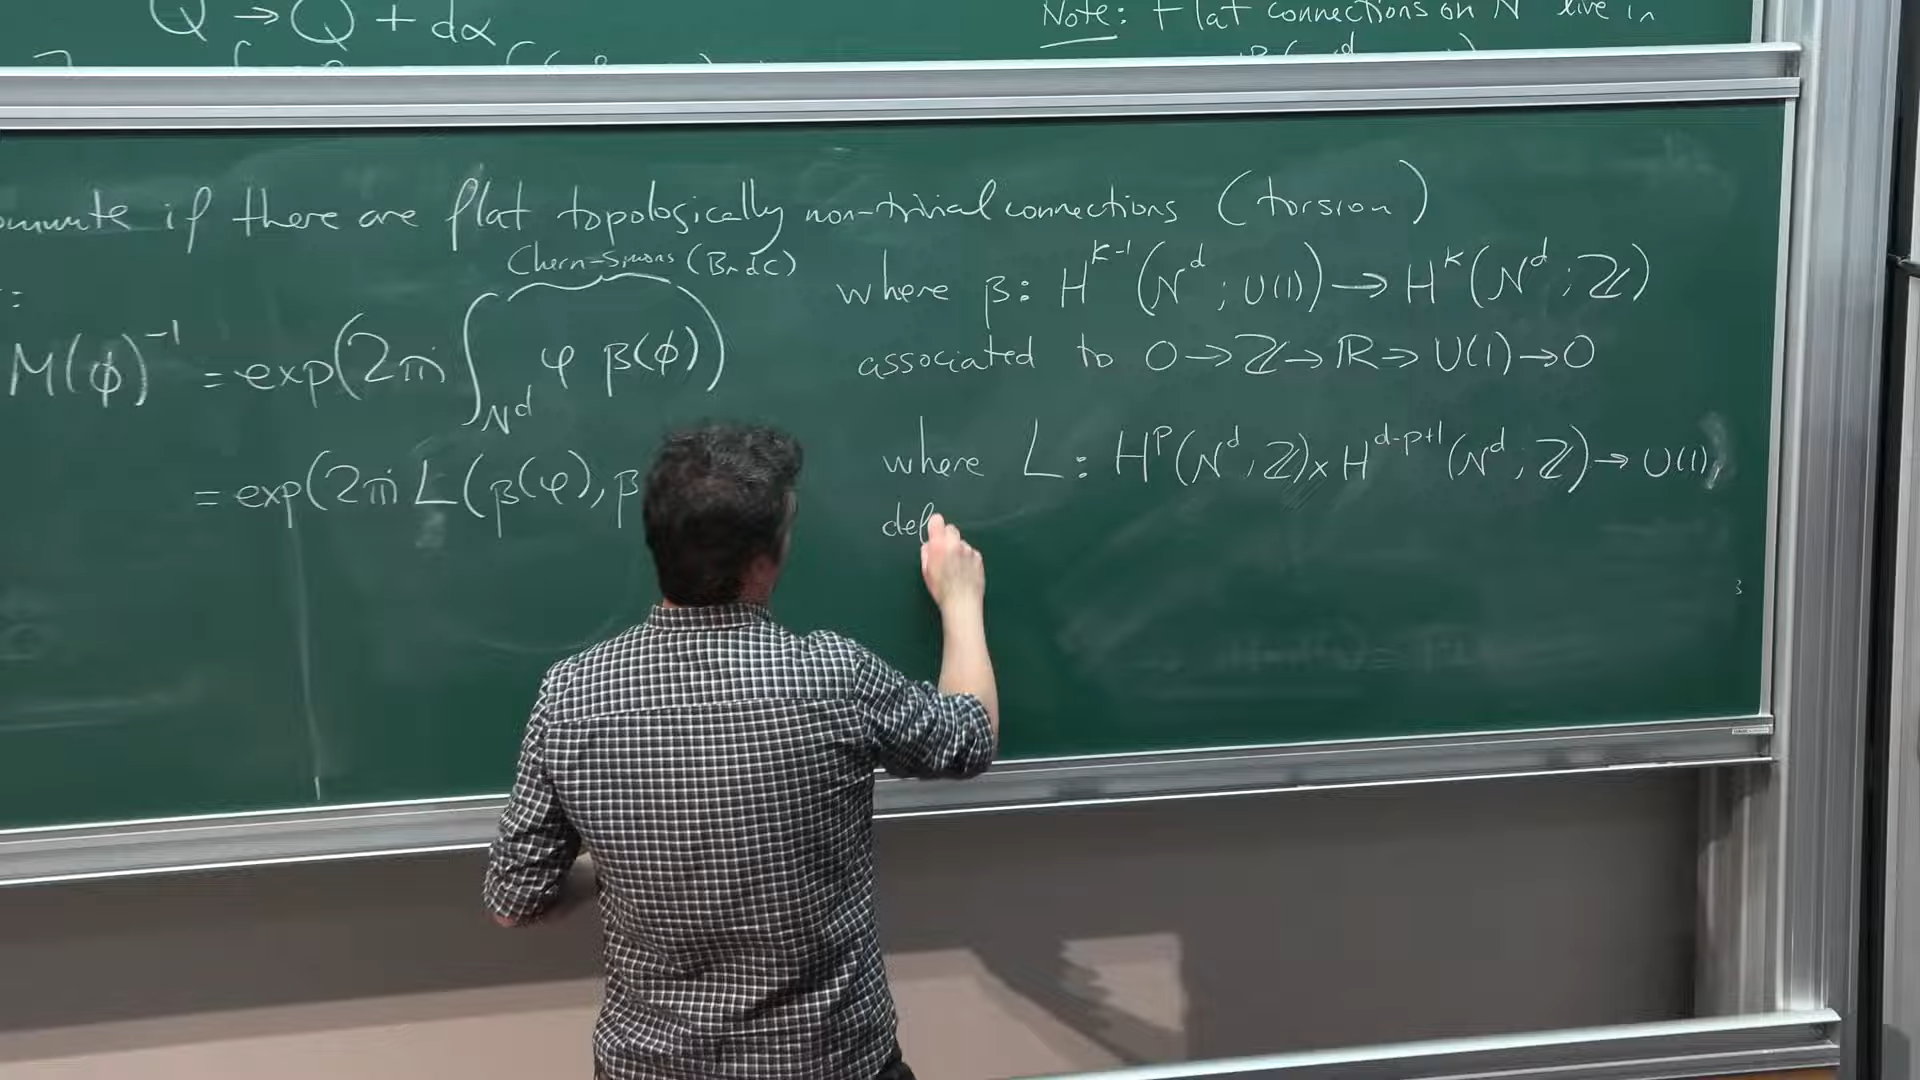 Q → Q + dα
Note: Flat connections on N live in
if there are flat topologically non-trivial connections (torsion)
Chern-Simons (B∧dC)
:
M(ϕ)⁻¹ = exp(2πi ∫_{N^d} φ β(ϕ))
= exp(2πi L(β(φ), β
where β: H^{k-1}(N^d; U(1)) → H^k(N^d; ℤ)
associated to 0 → ℤ → ℝ → U(1) → 0
where L: H^p(N^d; ℤ) × H^{d-p+1}(N^d; ℤ) → U(1),
def
3